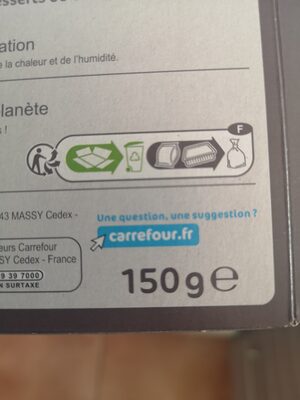 ation
la chaleur et de l'humidité.
planète
s !
F
43 MASSY Cedex -
Une question, une suggestion ?
carrefour.fr
eurs Carrefour
SY Cedex - France
9 39 7000
N SURTAXE
150g e